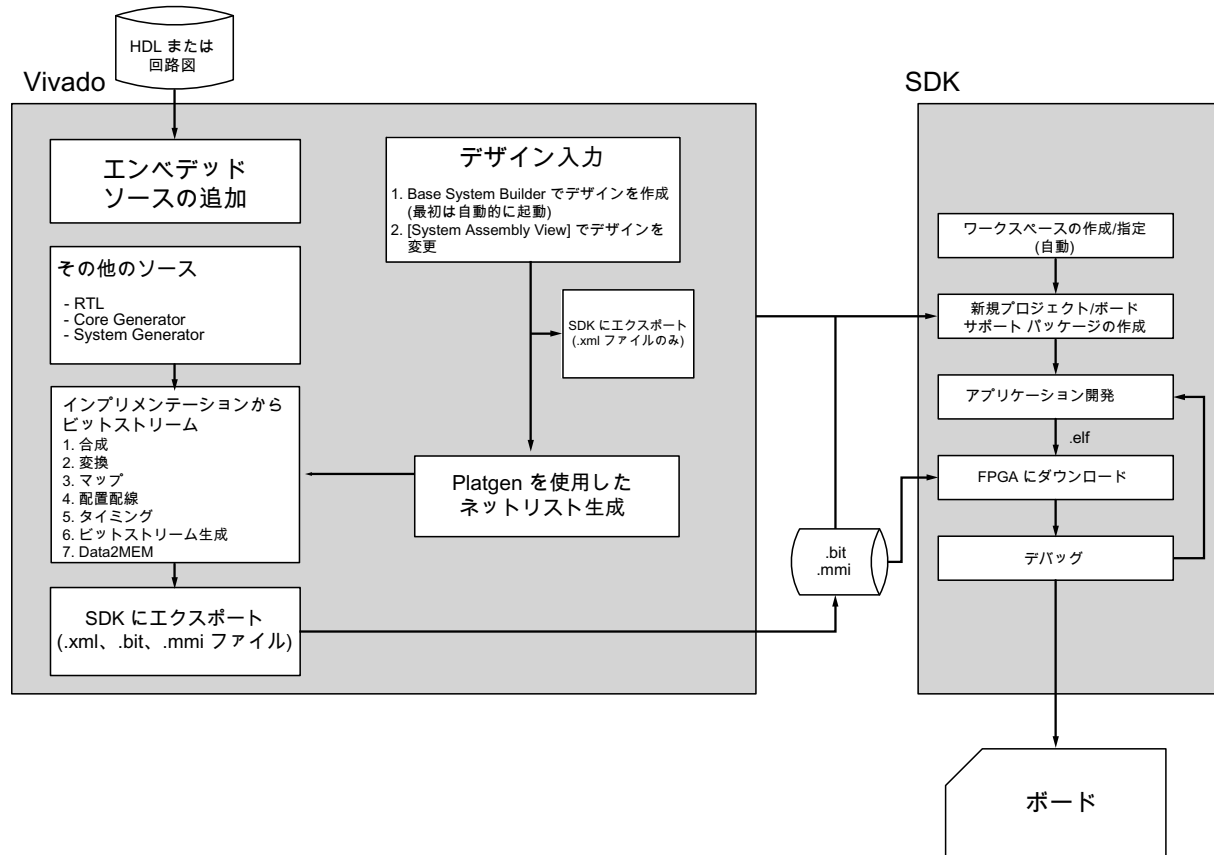 HDL または
回路図
Vivado
SDK
エンベデッド
ソースの追加
デザイン入力
1. Base System Builder でデザインを作成
(最初は自動的に起動)
2. [System Assembly View] でデザインを
変更
その他のソース
- RTL
- Core Generator
- System Generator
SDK にエクスポート
(.xml ファイルのみ)
インプリメンテーションから
ビットストリーム
1. 合成
2. 変換
3. マップ
4. 配置配線
5. タイミング
6. ビットストリーム生成
7. Data2MEM
Platgen を使用した
ネットリスト生成
SDK にエクスポート
(.xml、.bit、.mmi ファイル)
.bit
.mmi
ワークスペースの作成/指定
(自動)
新規プロジェクト/ボード
サポート パッケージの作成
アプリケーション開発
.elf
FPGA にダウンロード
デバッグ
ボード